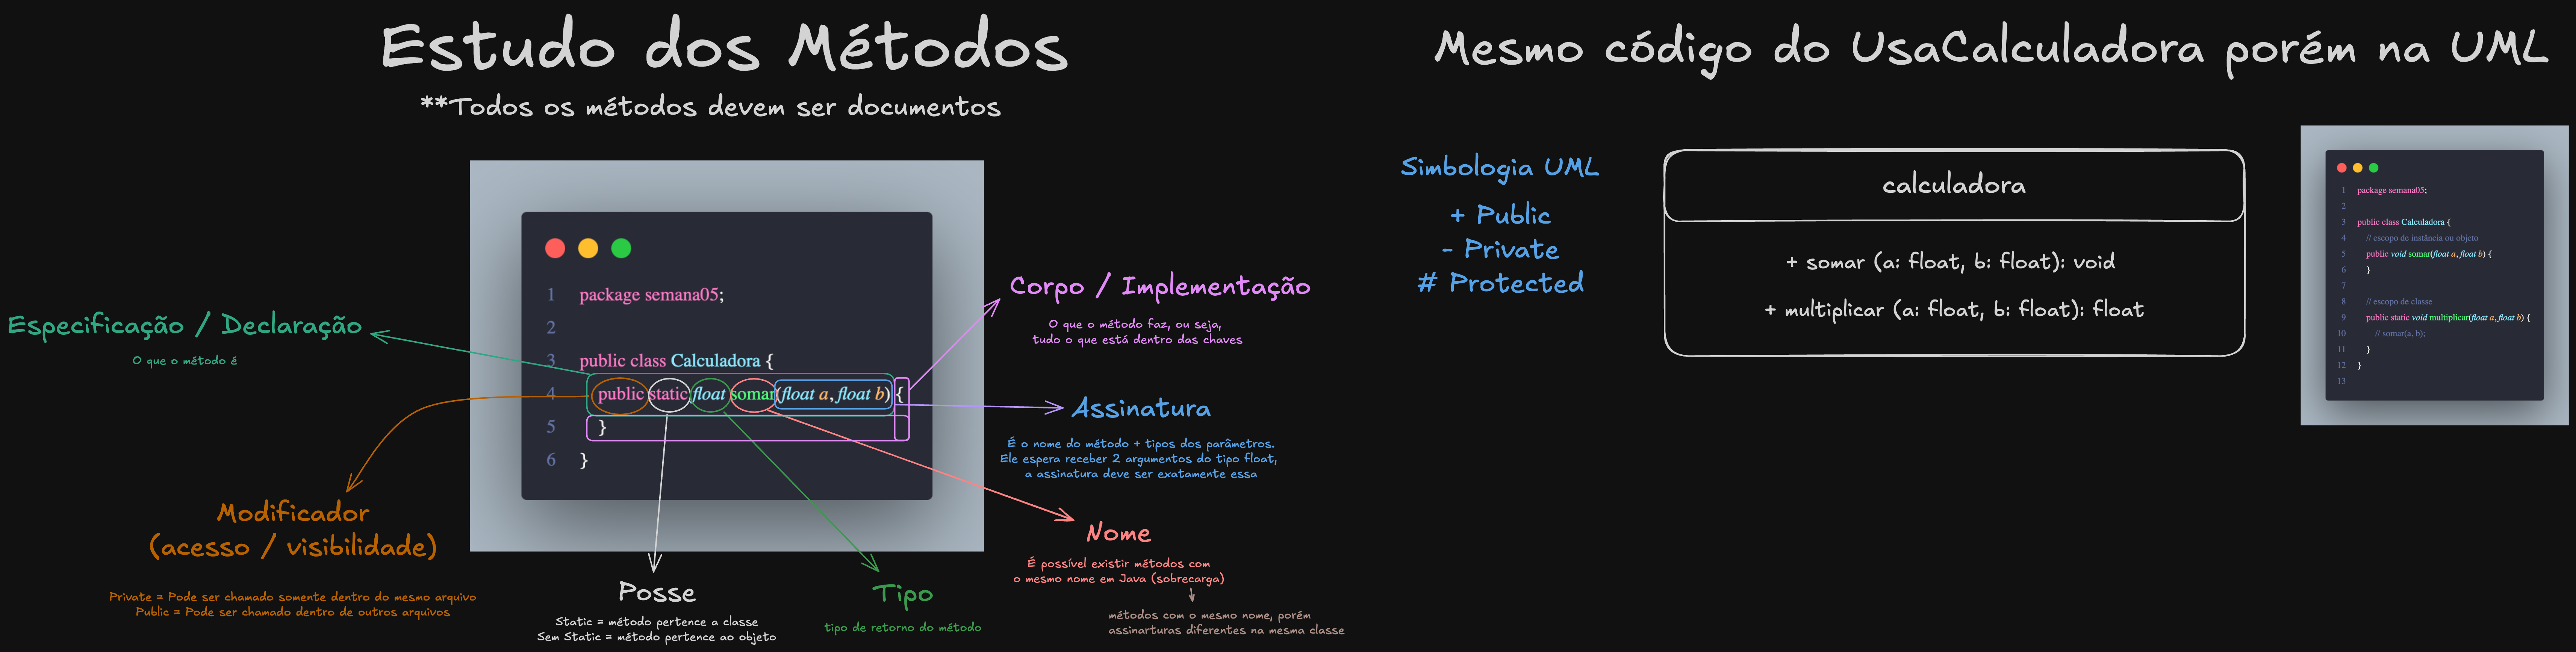 Estudo dos Métodos
**Todos os métodos devem ser documentos
1 package semana05;
2
3 public class Calculadora {
4 public static float somar(float a, float b) {
5 }
6 }
Especificação / Declaração
O que o método é
Corpo / Implementação
O que o método faz, ou seja,
tudo o que está dentro das chaves
Assinatura
É o nome do método + tipos dos parâmetros.
Ele espera receber 2 argumentos do tipo float,
a assinatura deve ser exatamente essa
Modificador
(acesso / visibilidade)
Private = Pode ser chamado somente dentro do mesmo arquivo
Public = Pode ser chamado dentro de outros arquivos
Posse
Static = método pertence a classe
Sem Static = método pertence ao objeto
Tipo
tipo de retorno do método
Nome
É possível existir métodos com
o mesmo nome em Java (sobrecarga)
métodos com o mesmo nome, porém
assinarturas diferentes na mesma classe
Mesmo código do UsaCalculadora porém na UML
Simbologia UML
+ Public
- Private
# Protected
calculadora
+ somar (a: float, b: float): void
+ multiplicar (a: float, b: float): float
1 package semana05;
2
3 public class Calculadora {
4 // escopo de instância ou objeto
5 public void somar(float a, float b) {
6 }
7
8 // escopo de classe
9 public static void multiplicar(float a, float b) {
10 // somar(a, b);
11 }
12 }
13